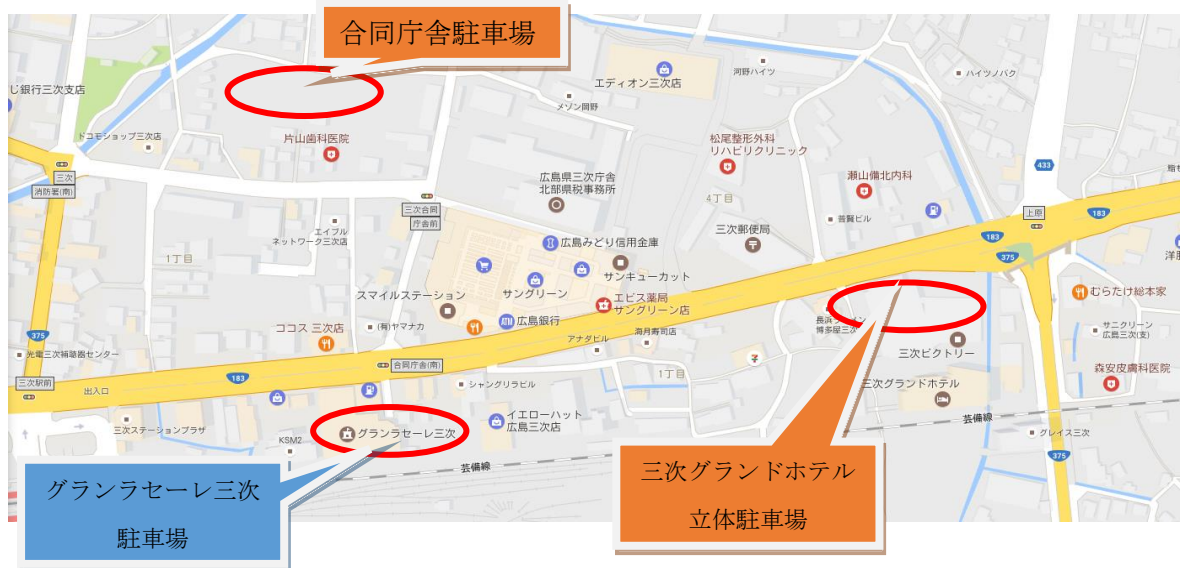 合同庁舎駐車場
じ銀行三次支店
ドコモショップ三次店
片山歯科医院
エディオン三次店
メゾン岡野
河野ハイツ
ハイツノバク
松尾整形外科
リハビリクリニック
瀬山備北内科
433
三次
消防署(南)
広島県三次庁舎
北部県税事務所
4丁目
普賢ビル
上原
183
三次合同
庁舎前
エイブル
ネットワーク三次店
1丁目
広島みどり信用金庫
三次郵便局
サンキューカット
183
375
洋服
スマイルステーション
サングリーン
エビス薬局
サングリーン店
むらたけ総本家
ココス 三次店
(有)ヤマナカ
ATM
広島銀行
アナダビル
海月寿司店
長浜ラーメン
博多屋三次
三次ビクトリー
サニクリーン
広島三次(支)
375
光電三次補聴器センター
合同庁舎(南)
三次駅前
出入口
183
シャングリラビル
1丁目
三次グランドホテル
森安皮膚科医院
三次ステーションプラザ
KSM2
グランラセーレ三次
イエローハット
広島三次店
芸備線
グレイス三次
375
芸備線
グランラセーレ三次
駐車場
三次グランドホテル
立体駐車場